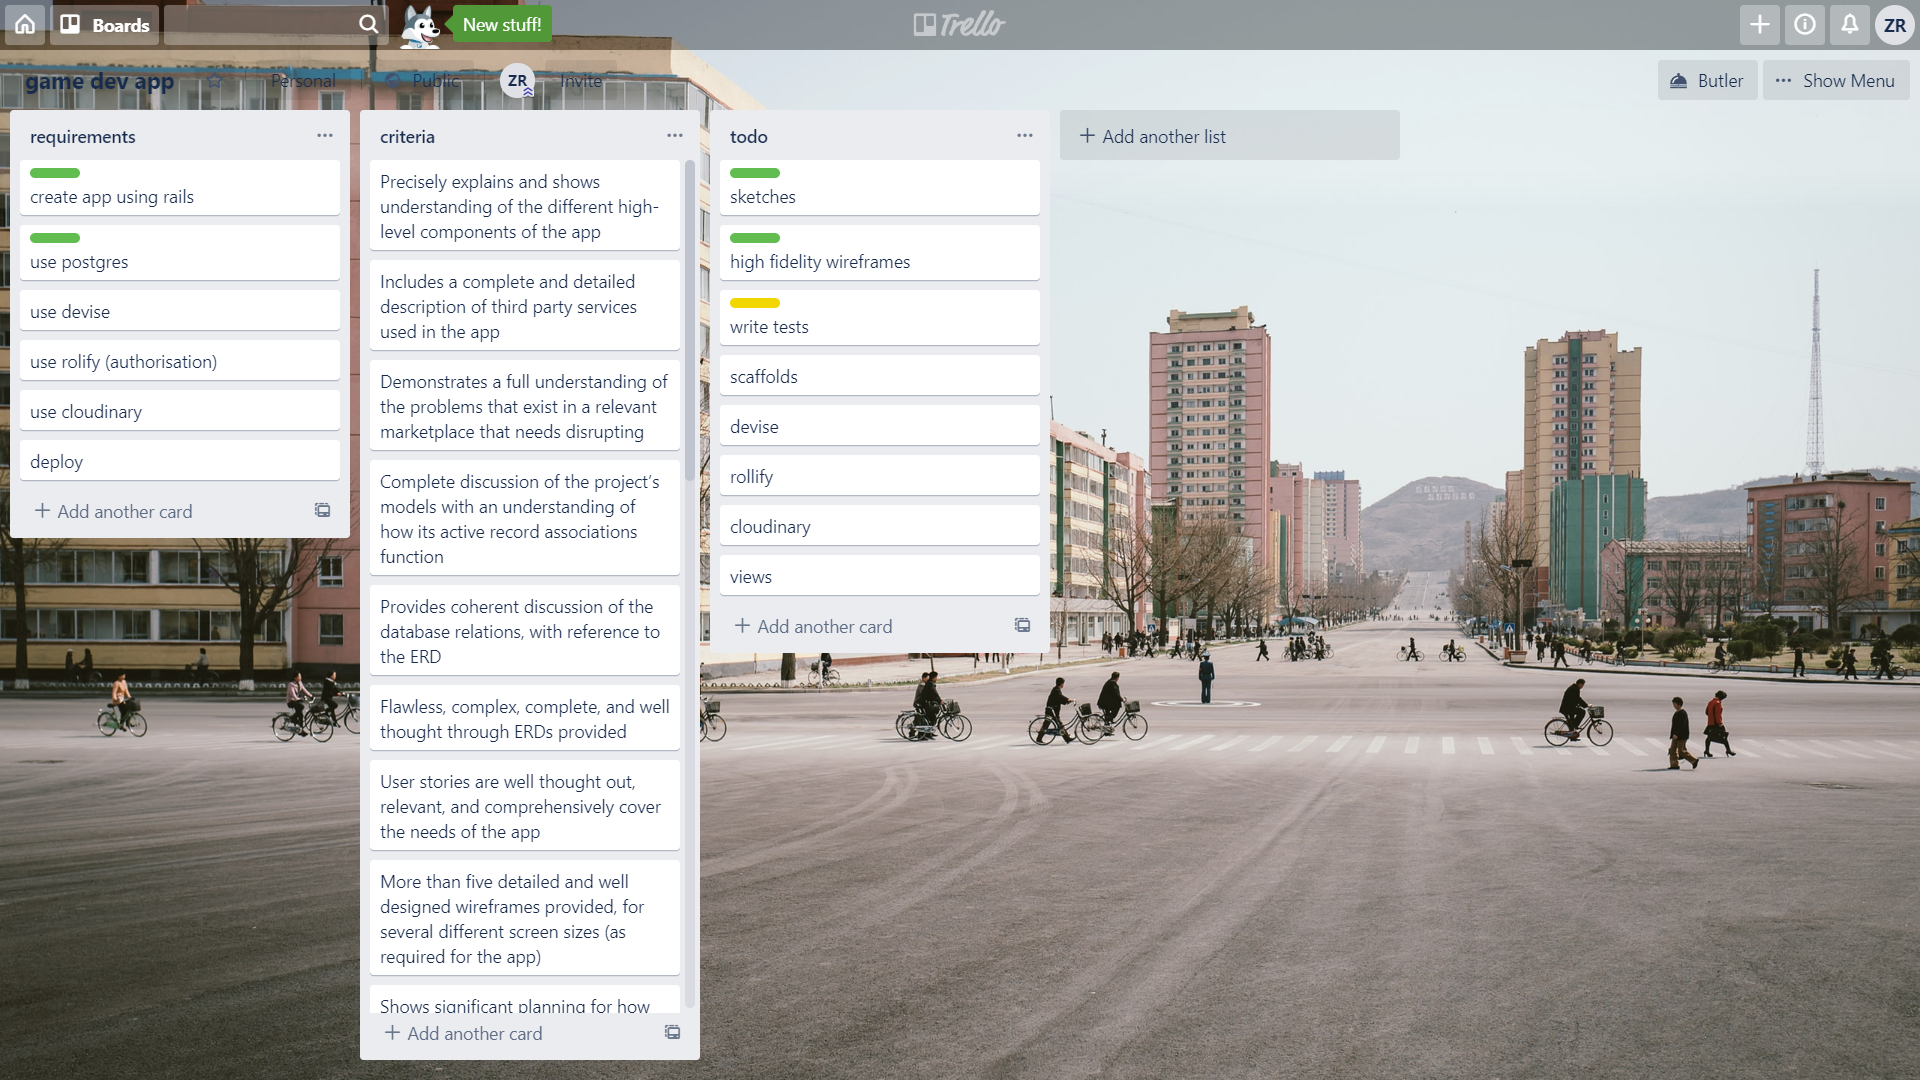 Boards
New stuff!
Trello
ZR
game dev app
Personal
Public
ZR
Invite
Butler
Show Menu
requirements
create app using rails
use postgres
use devise
use rolify (authorisation)
use cloudinary
deploy
Add another card
criteria
Precisely explains and shows
understanding of the different high-
level components of the app
Includes a complete and detailed
description of third party services
used in the app
Demonstrates a full understanding of
the problems that exist in a relevant
marketplace that needs disrupting
Complete discussion of the project’s
models with an understanding of
how its active record associations
function
Provides coherent discussion of the
database relations, with reference to
the ERD
Flawless, complex, complete, and well
thought through ERDs provided
User stories are well thought out,
relevant, and comprehensively cover
the needs of the app
More than five detailed and well
designed wireframes provided, for
several different screen sizes (as
required for the app)
Shows significant planning for how
Add another card
todo
sketches
high fidelity wireframes
write tests
scaffolds
devise
rollify
cloudinary
views
Add another card
Add another list